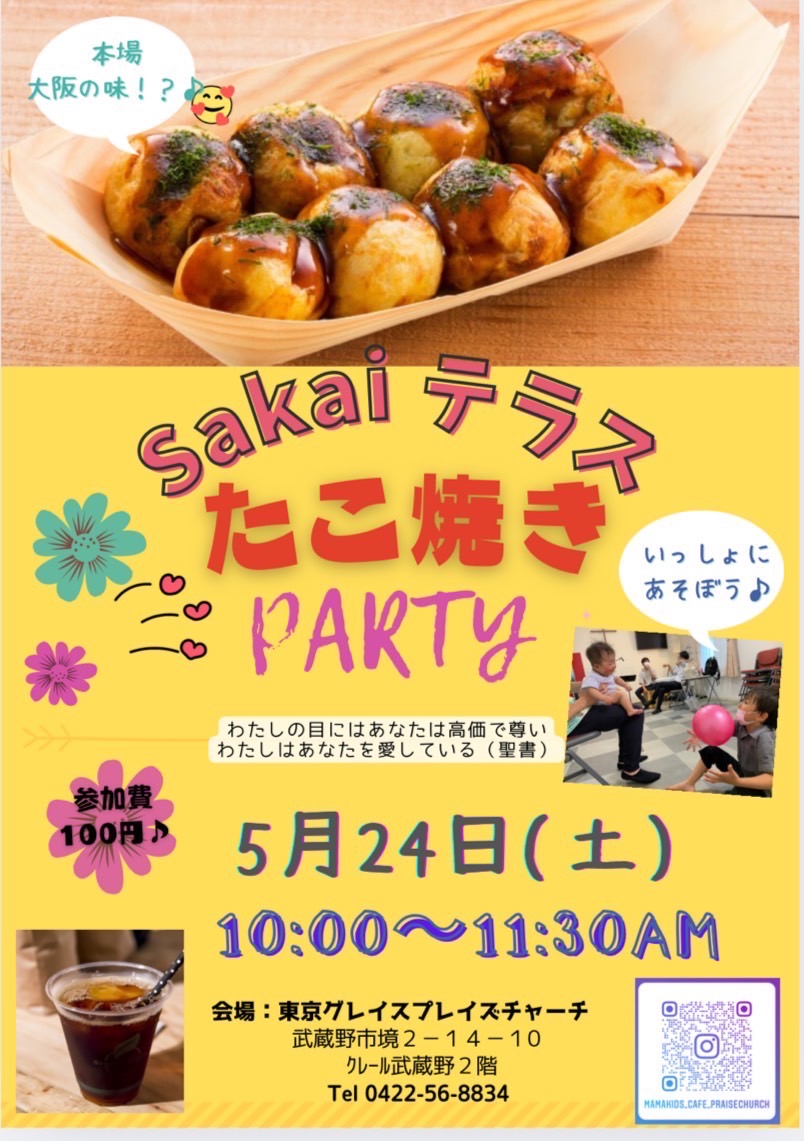 本場
大阪の味！？♪
Sakai テラス
たこ焼き
PARTY
いっしょに
あそぼう♪
わたしの目にはあなたは高価で尊い
わたしはあなたを愛している（聖書）
参加費
100円♪
5月24日(土)
10:00〜11:30AM
会場：東京グレイスプレイズチャーチ
武蔵野市境２－１４－１０
ｸﾚｰﾙ武蔵野２階
Tel 0422-56-8834
MAMAKIDS_CAFE_PRAISECHURCH